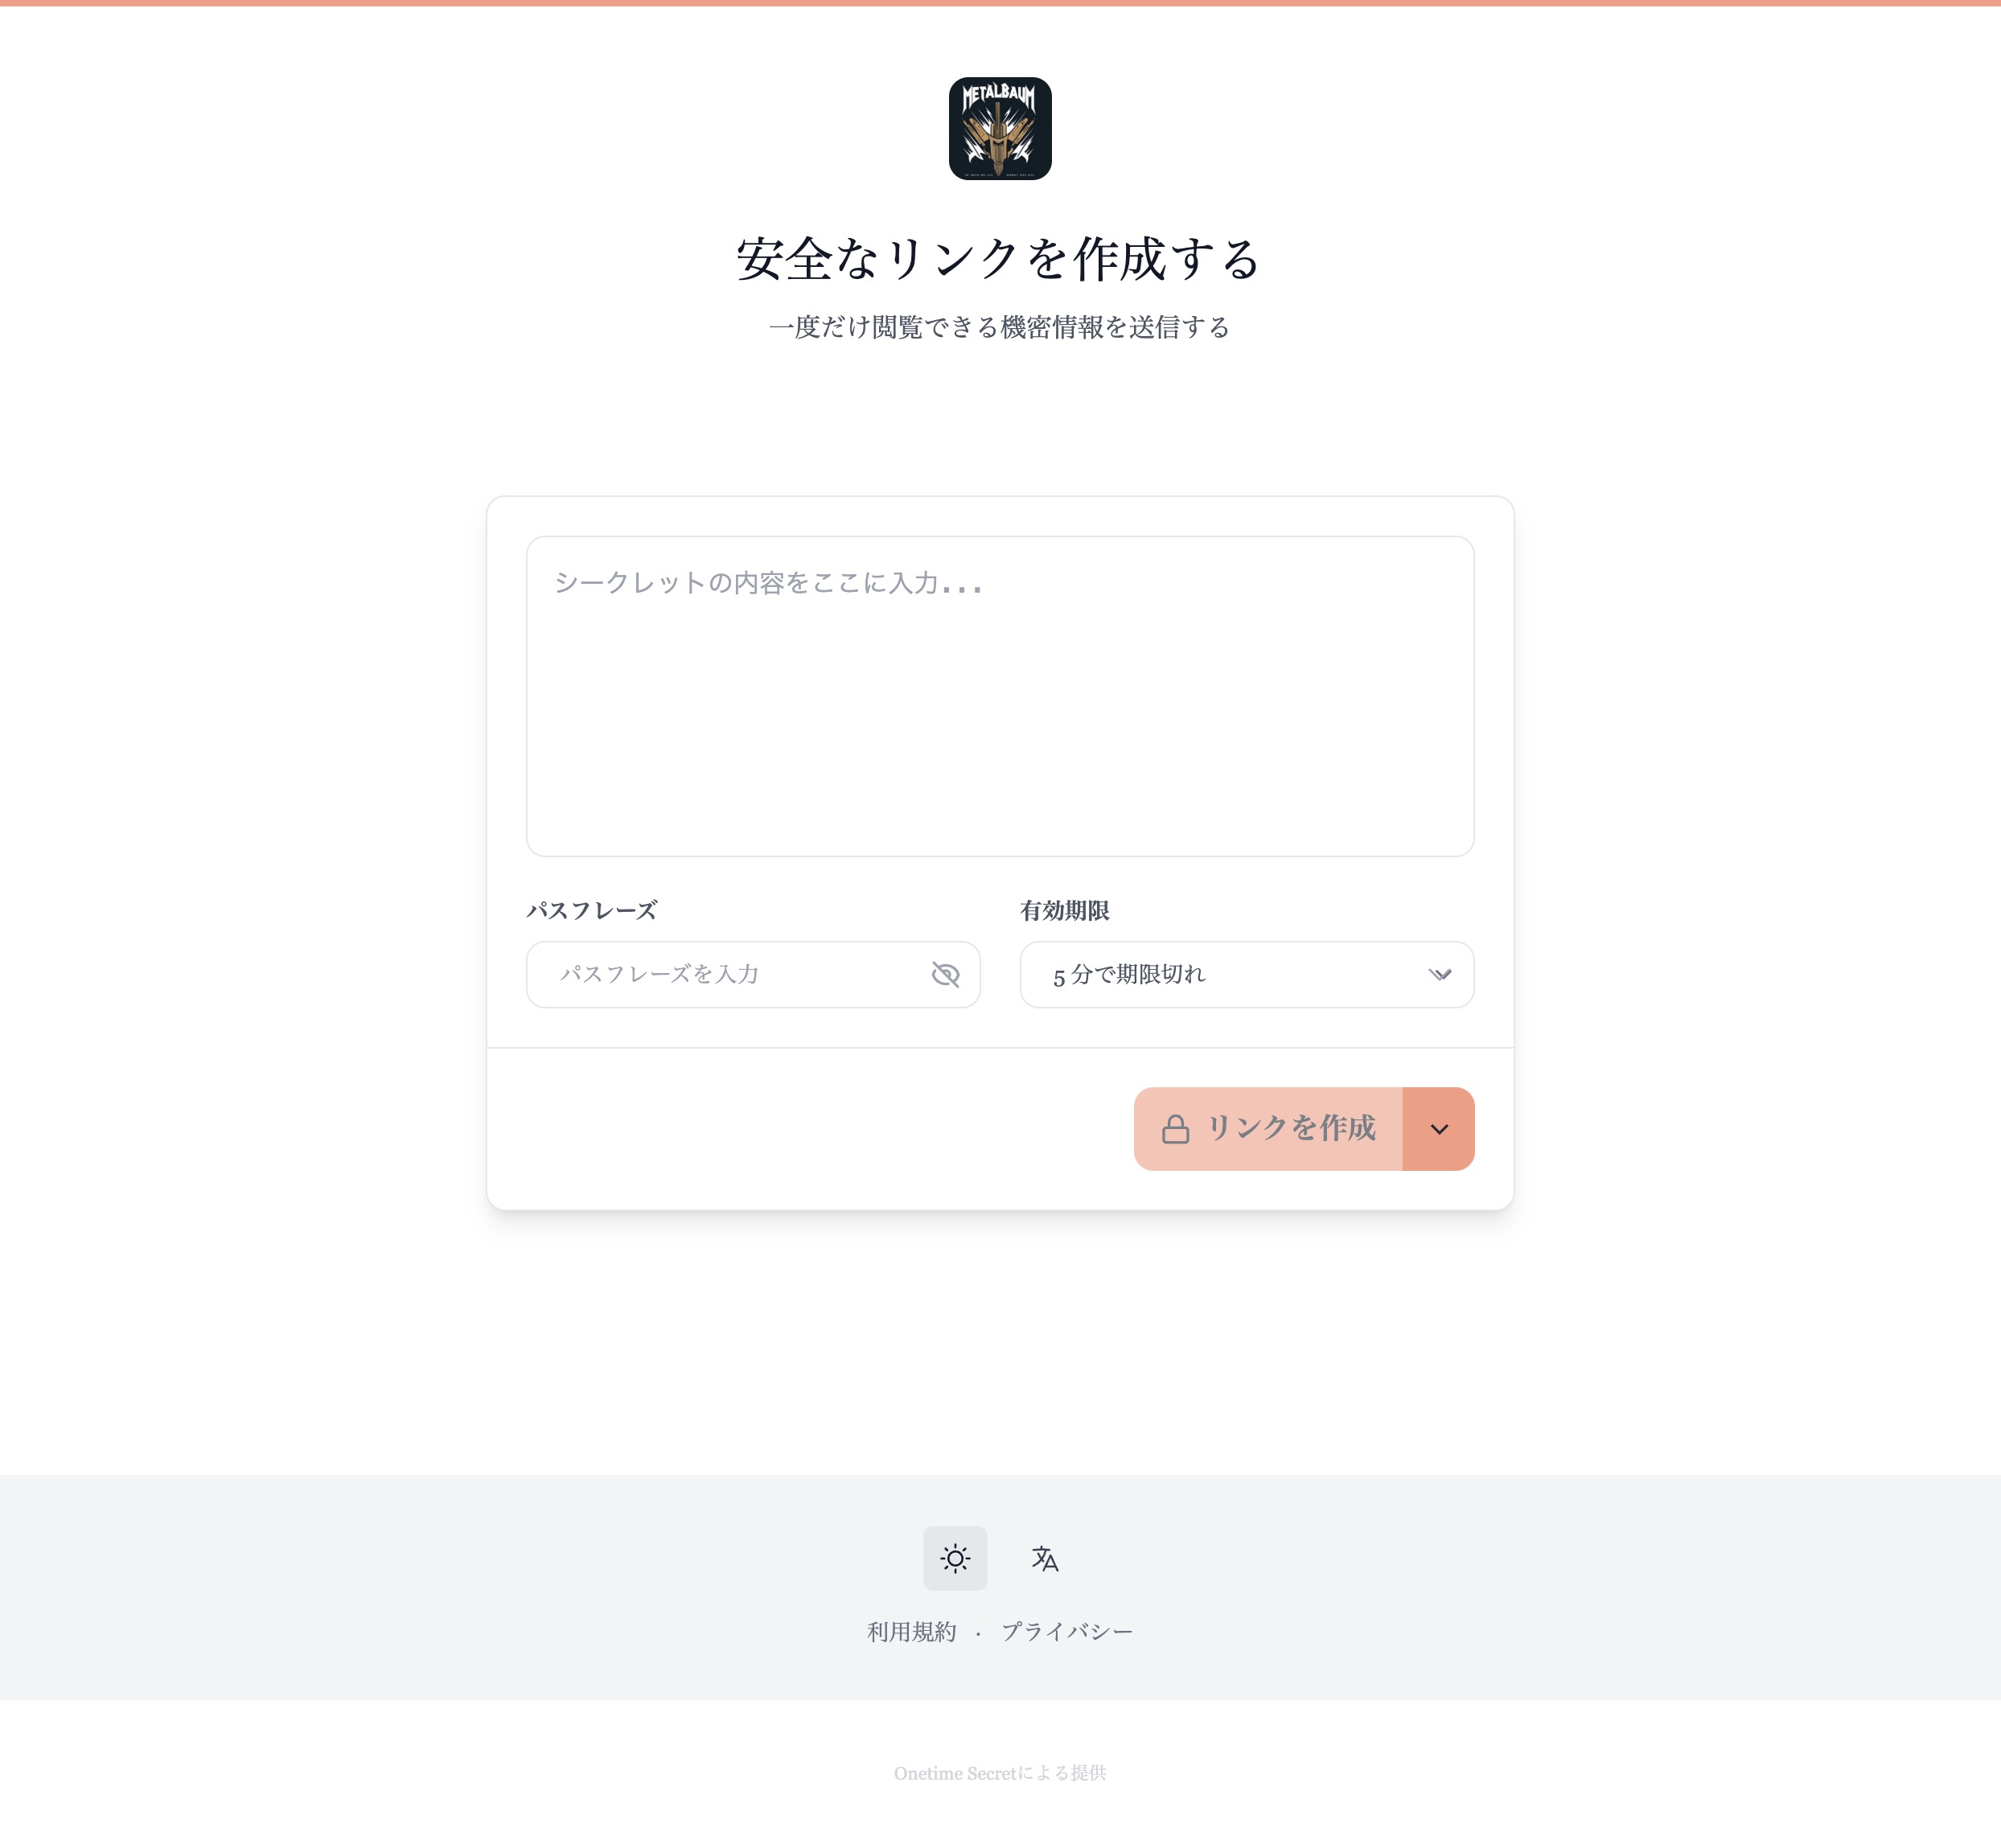 METALBAUM
安全なリンクを作成する
一度だけ閲覧できる機密情報を送信する
シークレットの内容をここに入力...
パスフレーズ
有効期限
パスフレーズを入力
5 分で期限切れ
リンクを作成
利用規約 · プライバシー
Onetime Secretによる提供